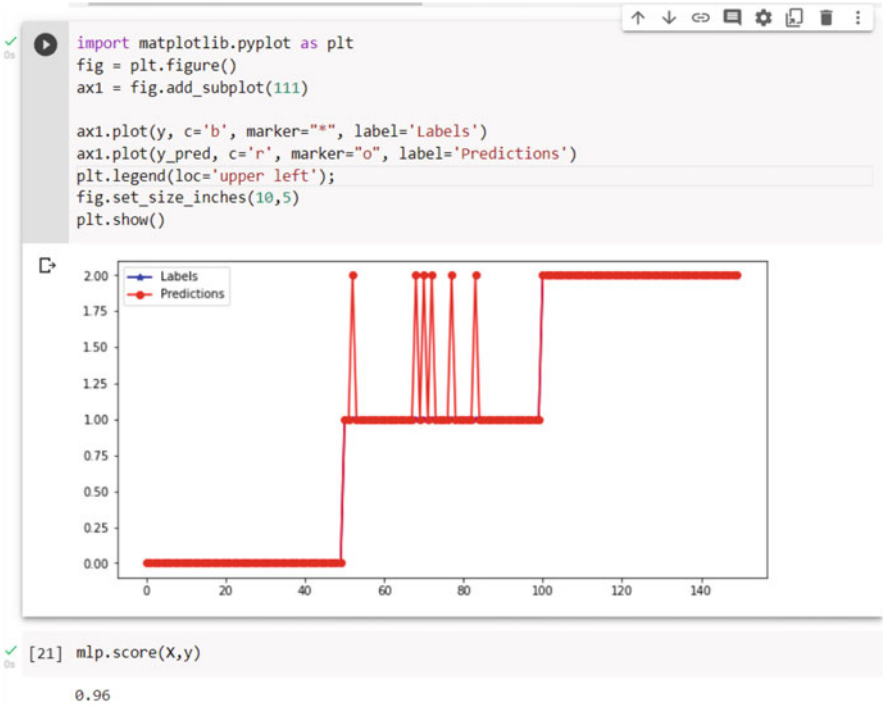 0s
import matplotlib.pyplot as plt
fig = plt.figure()
ax1 = fig.add_subplot(111)
ax1.plot(y, c='b', marker="*", label='Labels')
ax1.plot(y_pred, c='r', marker="o", label='Predictions')
plt.legend(loc='upper left');
fig.set_size_inches(10,5)
plt.show()
Labels
Predictions
2.00
1.75
1.50
1.25
1.00
0.75
0.50
0.25
0.00
0 20 40 60 80 100 120 140
0s
[21] mlp.score(X,y)
0.96